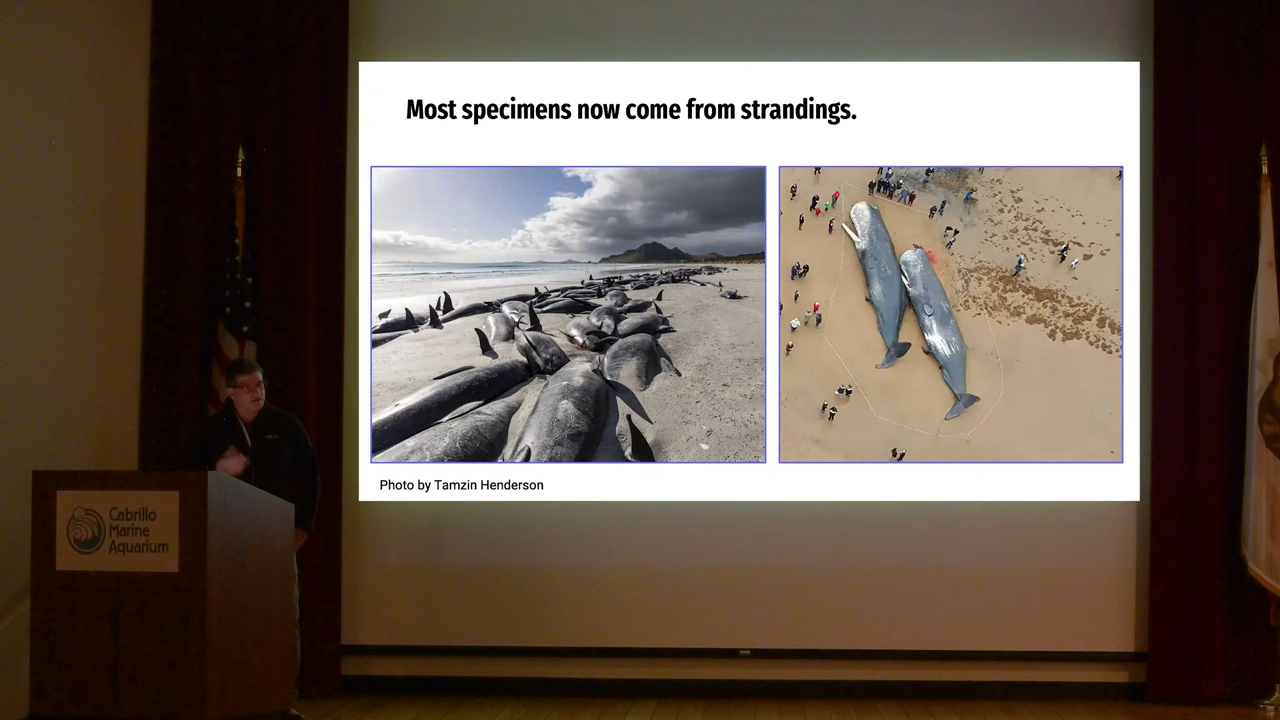 Most specimens now come from strandings.
Photo by Tamzin Henderson
Cabrillo
Marine
Aquarium